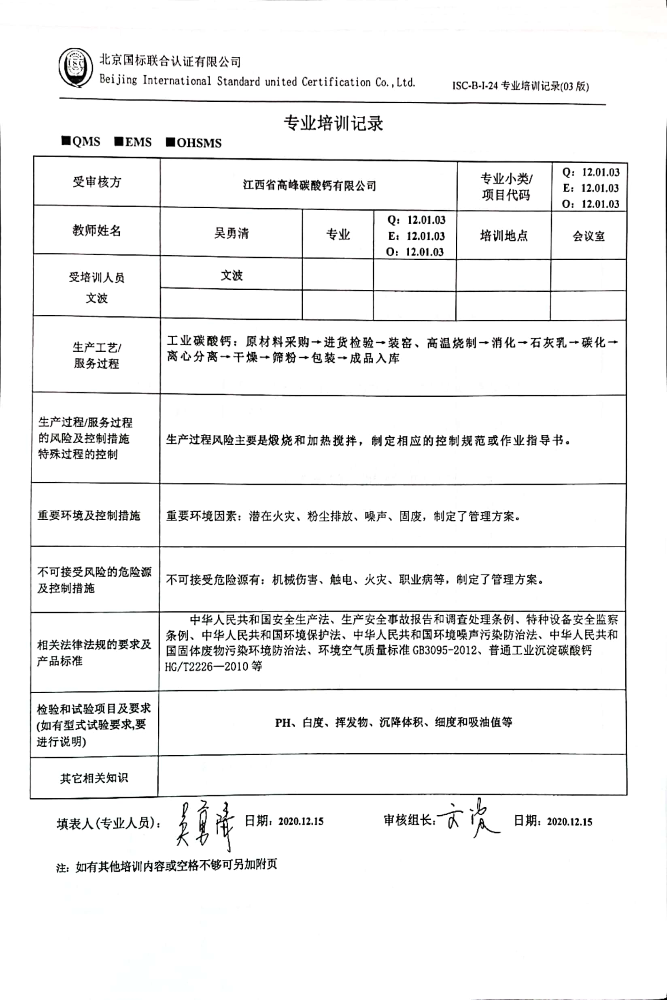 ISC
北京国标联合认证有限公司
Beijing International Standard united Certification Co.,Ltd.
ISC-B-I-24 专业培训记录(03 版)
专业培训记录
■QMS ■EMS ■OHSMS
受审核方
江西省高峰碳酸钙有限公司
专业小类/
项目代码
Q: 12.01.03
E: 12.01.03
O: 12.01.03
教师姓名
吴勇清
专业
Q: 12.01.03
E: 12.01.03
O: 12.01.03
培训地点
会议室
受培训人员
文波
文波
生产工艺/
服务过程
工业碳酸钙：原材料采购→进货检验→装窑、高温烧制→消化→石灰乳→碳化→
离心分离→干燥→筛粉→包装→成品入库
生产过程/服务过程
的风险及控制措施
特殊过程的控制
生产过程风险主要是煅烧和加热搅拌，制定相应的控制规范或作业指导书。
重要环境及控制措施
重要环境因素：潜在火灾、粉尘排放、噪声、固废，制定了管理方案。
不可接受风险的危险源
及控制措施
不可接受危险源有：机械伤害、触电、火灾、职业病等，制定了管理方案。
相关法律法规的要求及
产品标准
中华人民共和国安全生产法、生产安全事故报告和调查处理条例、特种设备安全监察
条例、中华人民共和国环境保护法、中华人民共和国环境噪声污染防治法、中华人民共和
国固体废物污染环境防治法、环境空气质量标准 GB3095-2012、普通工业沉淀碳酸钙
HG/T2226—2010 等
检验和试验项目及要求
(如有型式试验要求,要
进行说明)
PH、白度、挥发物、沉降体积、细度和吸油值等
其它相关知识
填表人(专业人员)： 吴勇清 日期：2020.12.15 审核组长: 文波 日期：2020.12.15
注：如有其他培训内容或空格不够可另加附页